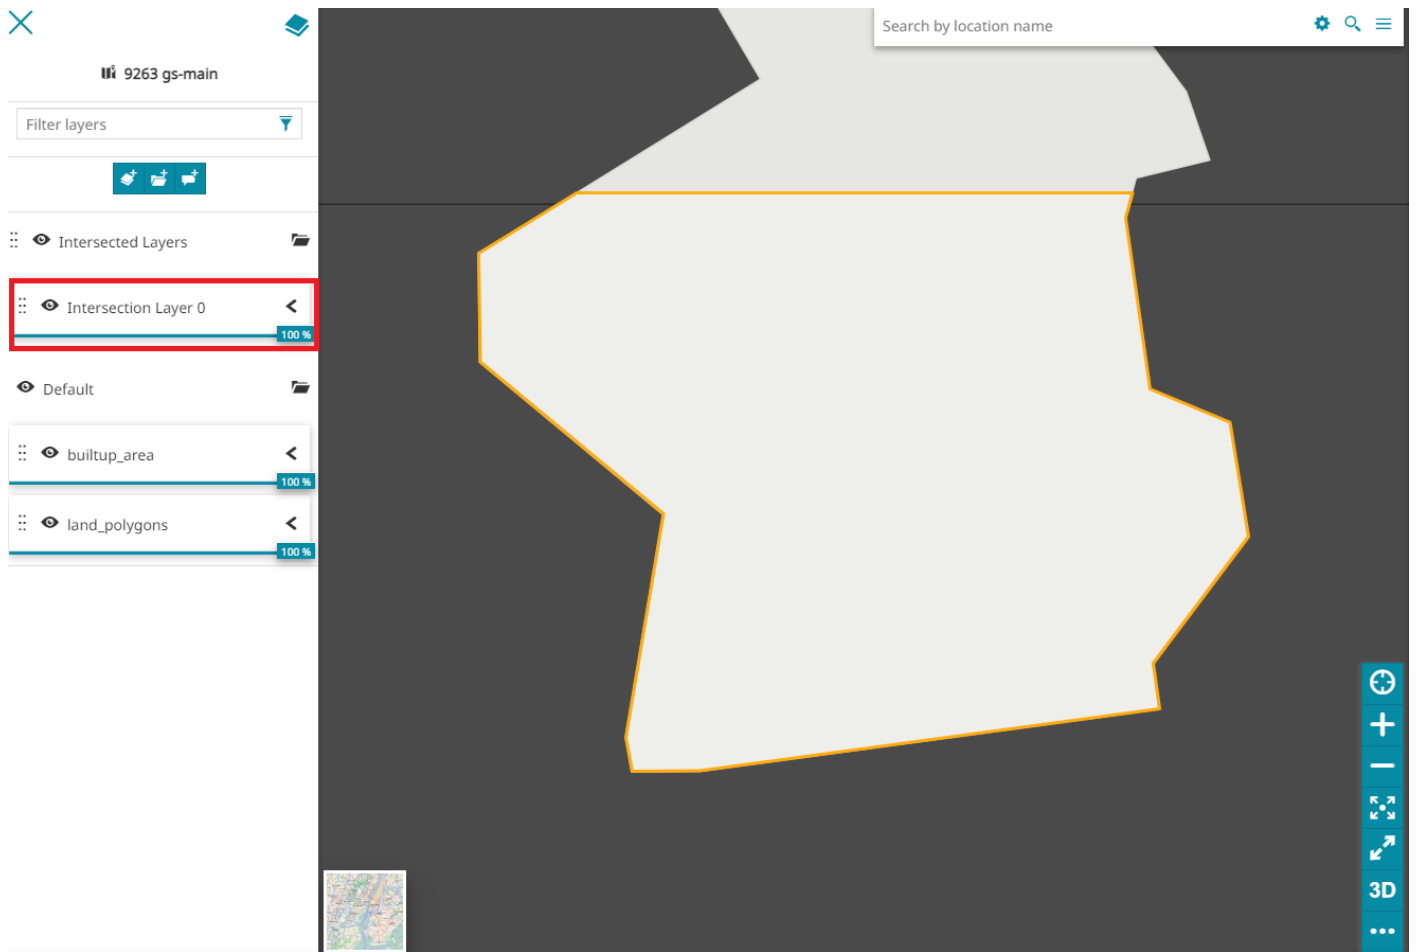 Search by location name
9263 gs-main
Filter layers
Intersected Layers
Intersection Layer 0
100 %
Default
builtup_area
100 %
land_polygons
100 %
3D